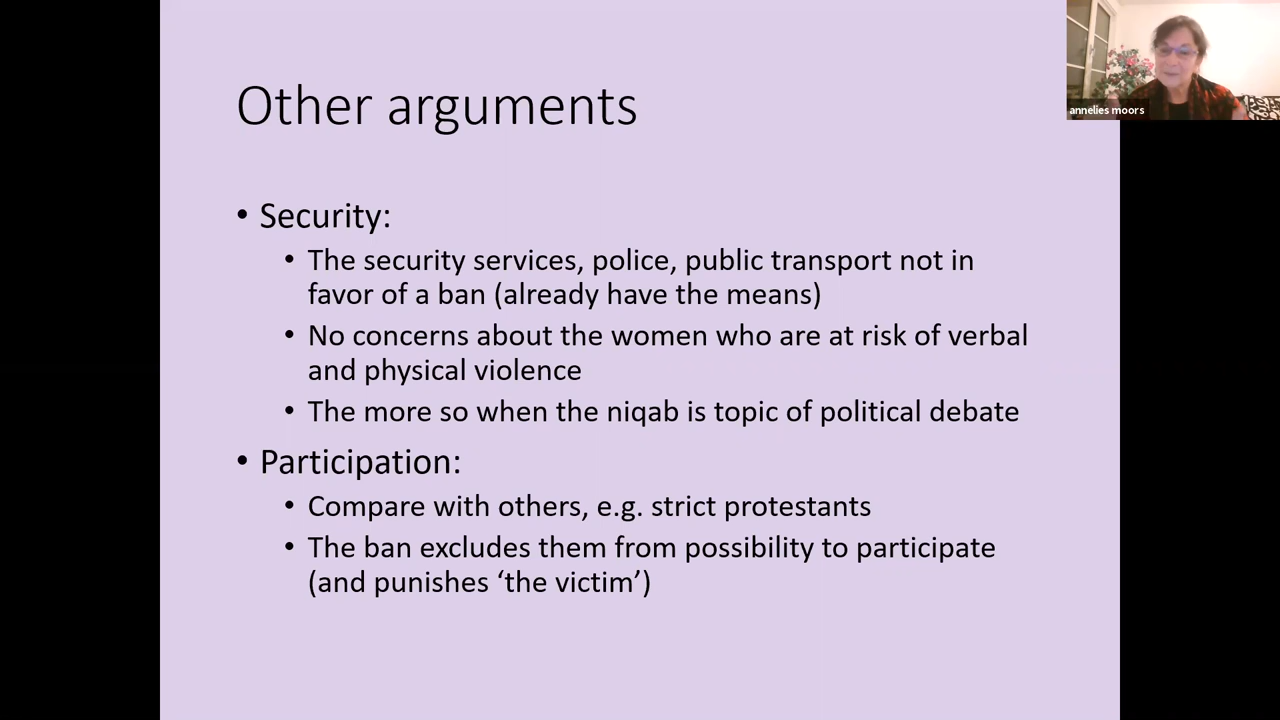 annelies moors
Other arguments
• Security:
• The security services, police, public transport not in
favor of a ban (already have the means)
• No concerns about the women who are at risk of verbal
and physical violence
• The more so when the niqab is topic of political debate
• Participation:
• Compare with others, e.g. strict protestants
• The ban excludes them from possibility to participate
(and punishes ‘the victim’)